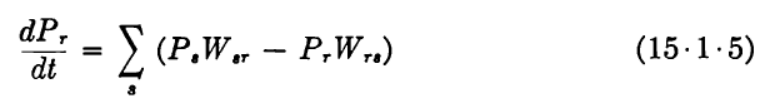 dP_r/dt = ∑_s (P_s W_sr − P_r W_rs) (15·1·5)